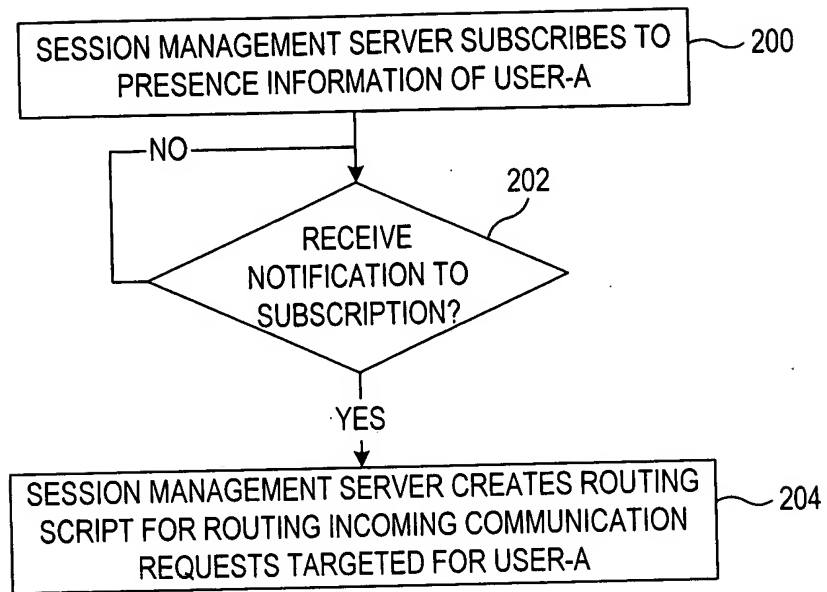 SESSION MANAGEMENT SERVER SUBSCRIBES TO
PRESENCE INFORMATION OF USER-A
200
NO
202
RECEIVE
NOTIFICATION TO
SUBSCRIPTION?
YES
SESSION MANAGEMENT SERVER CREATES ROUTING
SCRIPT FOR ROUTING INCOMING COMMUNICATION
REQUESTS TARGETED FOR USER-A
204